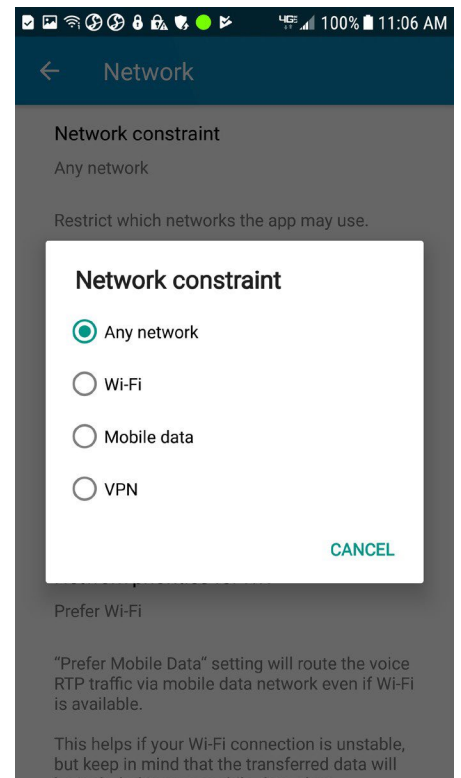 4GE 100% 11:06 AM
Network
Network constraint
Any network
Restrict which networks the app may use.
Network constraint
Any network
Wi-Fi
Mobile data
VPN
CANCEL
Prefer Wi-Fi
“Prefer Mobile Data” setting will route the voice
RTP traffic via mobile data network even if Wi-Fi
is available.
This helps if your Wi-Fi connection is unstable,
but keep in mind that the transferred data will